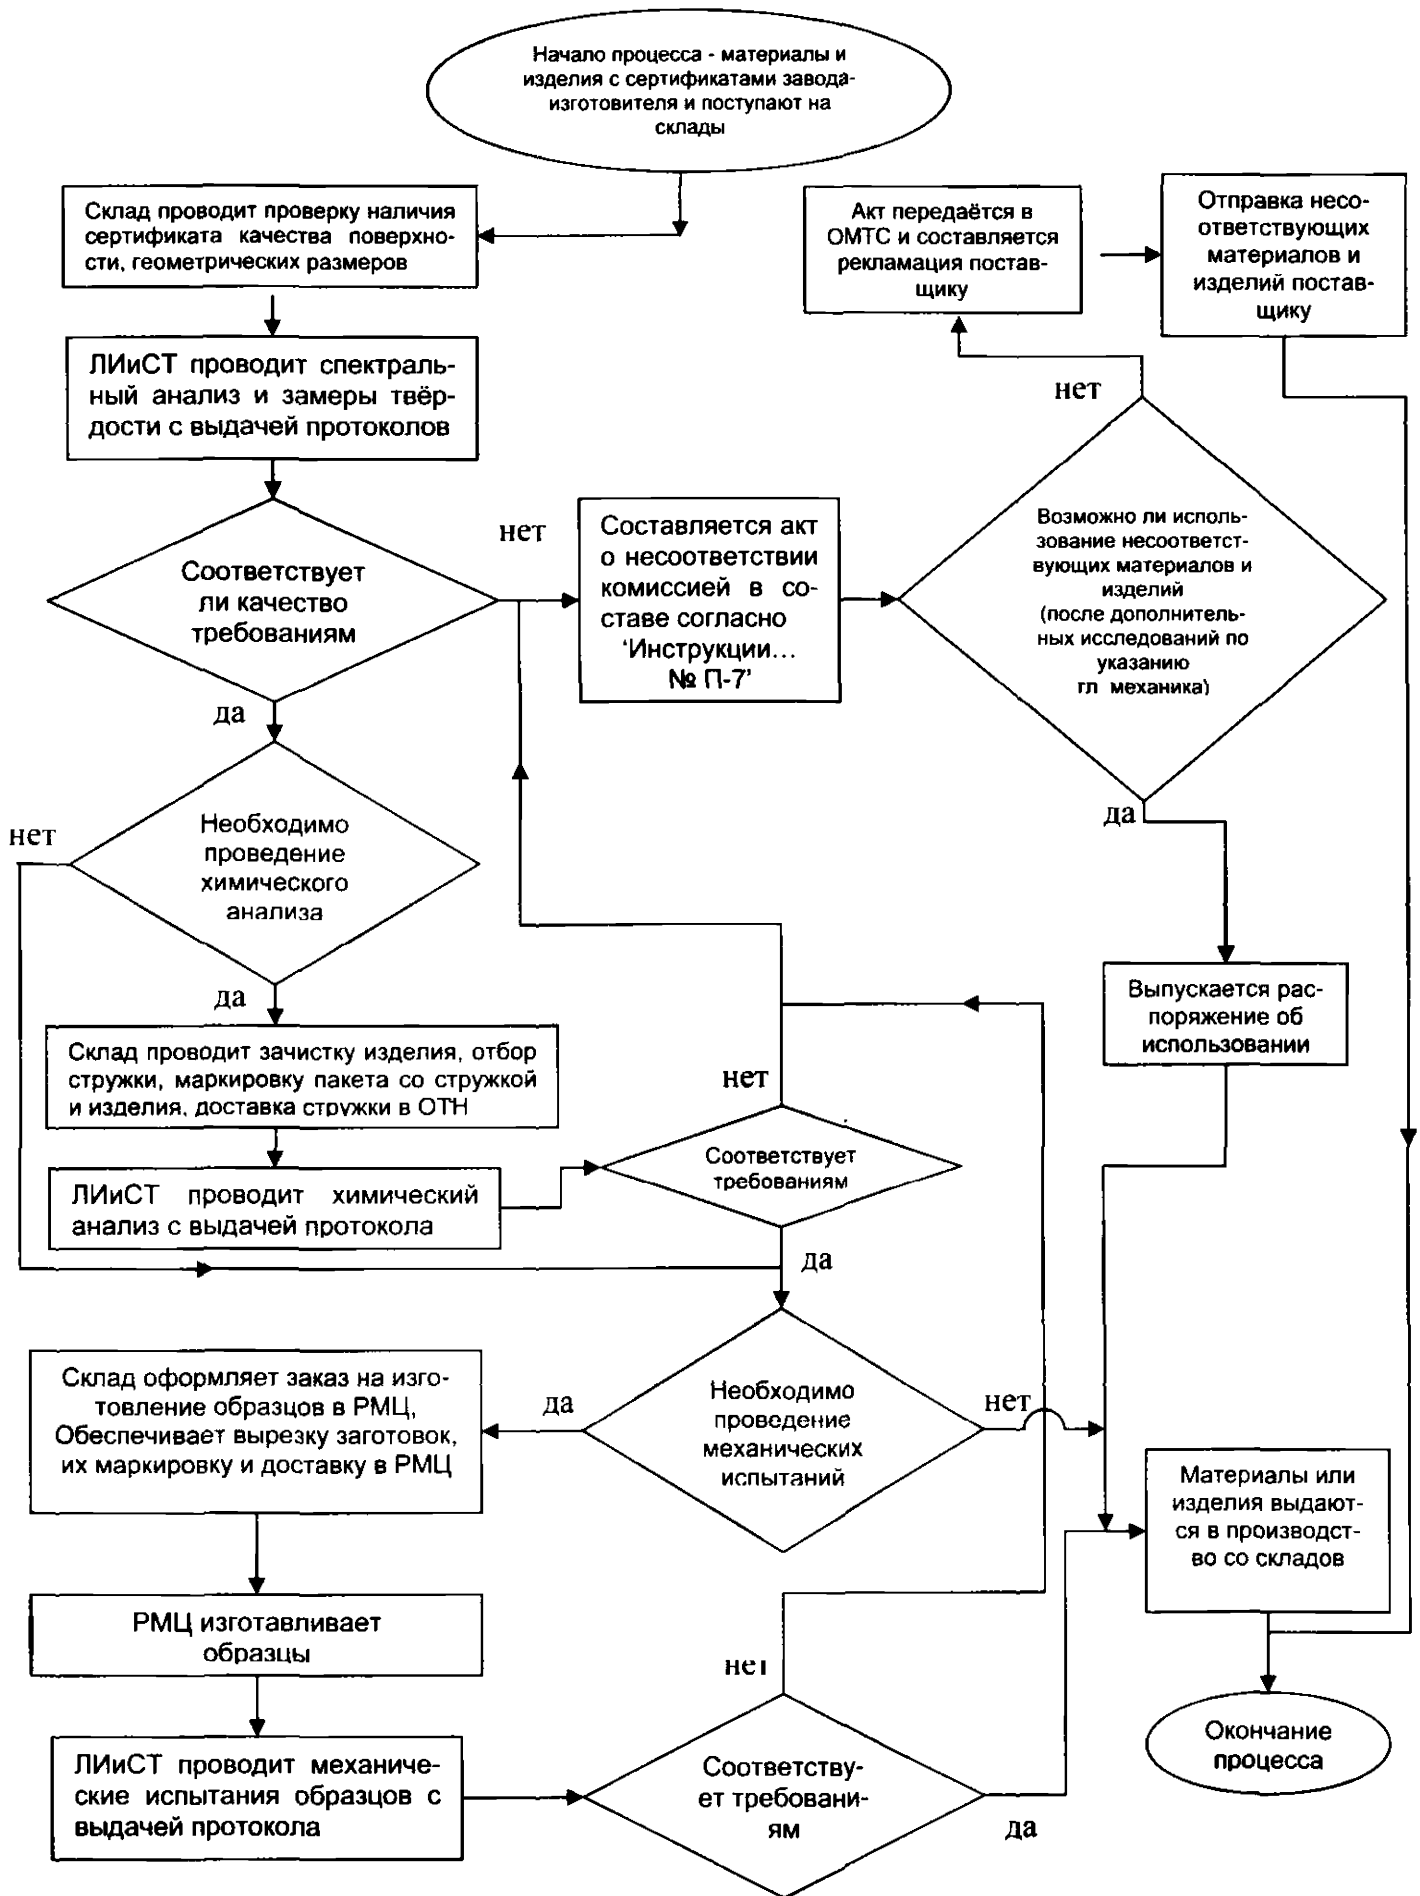 Начало процесса - материалы и
изделия с сертификатами завода-
изготовителя и поступают на
склады
Склад проводит проверку наличия
сертификата качества поверхно-
сти, геометрических размеров
Акт передаётся в
ОМТС и составляется
рекламация постав-
щику
Отправка несо-
ответствующих
материалов и
изделий постав-
щику
ЛИиСТ проводит спектраль-
ный анализ и замеры твёр-
дости с выдачей протоколов
нет
Соответствует
ли качество
требованиям
нет
Составляется акт
о несоответствии
комиссией в со-
ставе согласно
‘Инструкции...
№ П-7’
Возможно ли исполь-
зование несоответст-
вующих материалов и
изделий
(после дополнитель-
ных исследований по
указанию
гл механика)
да
да
Необходимо
проведение
химического
анализа
нет
да
Склад проводит зачистку изделия, отбор
стружки, маркировку пакета со стружкой
и изделия, доставка стружки в ОТН
Выпускается рас-
поряжение об
использовании
нет
ЛИиСТ проводит химический
анализ с выдачей протокола
Соответствует
требованиям
да
Склад оформляет заказ на изго-
товление образцов в РМЦ,
Обеспечивает вырезку заготовок,
их маркировку и доставку в РМЦ
да
Необходимо
проведение
механических
испытаний
нет
Материалы или
изделия выдают-
ся в производст-
во со складов
РМЦ изготавливает
образцы
нет
ЛИиСТ проводит механиче-
ские испытания образцов с
выдачей протокола
Соответству-
ет требовани-
ям
да
Окончание
процесса